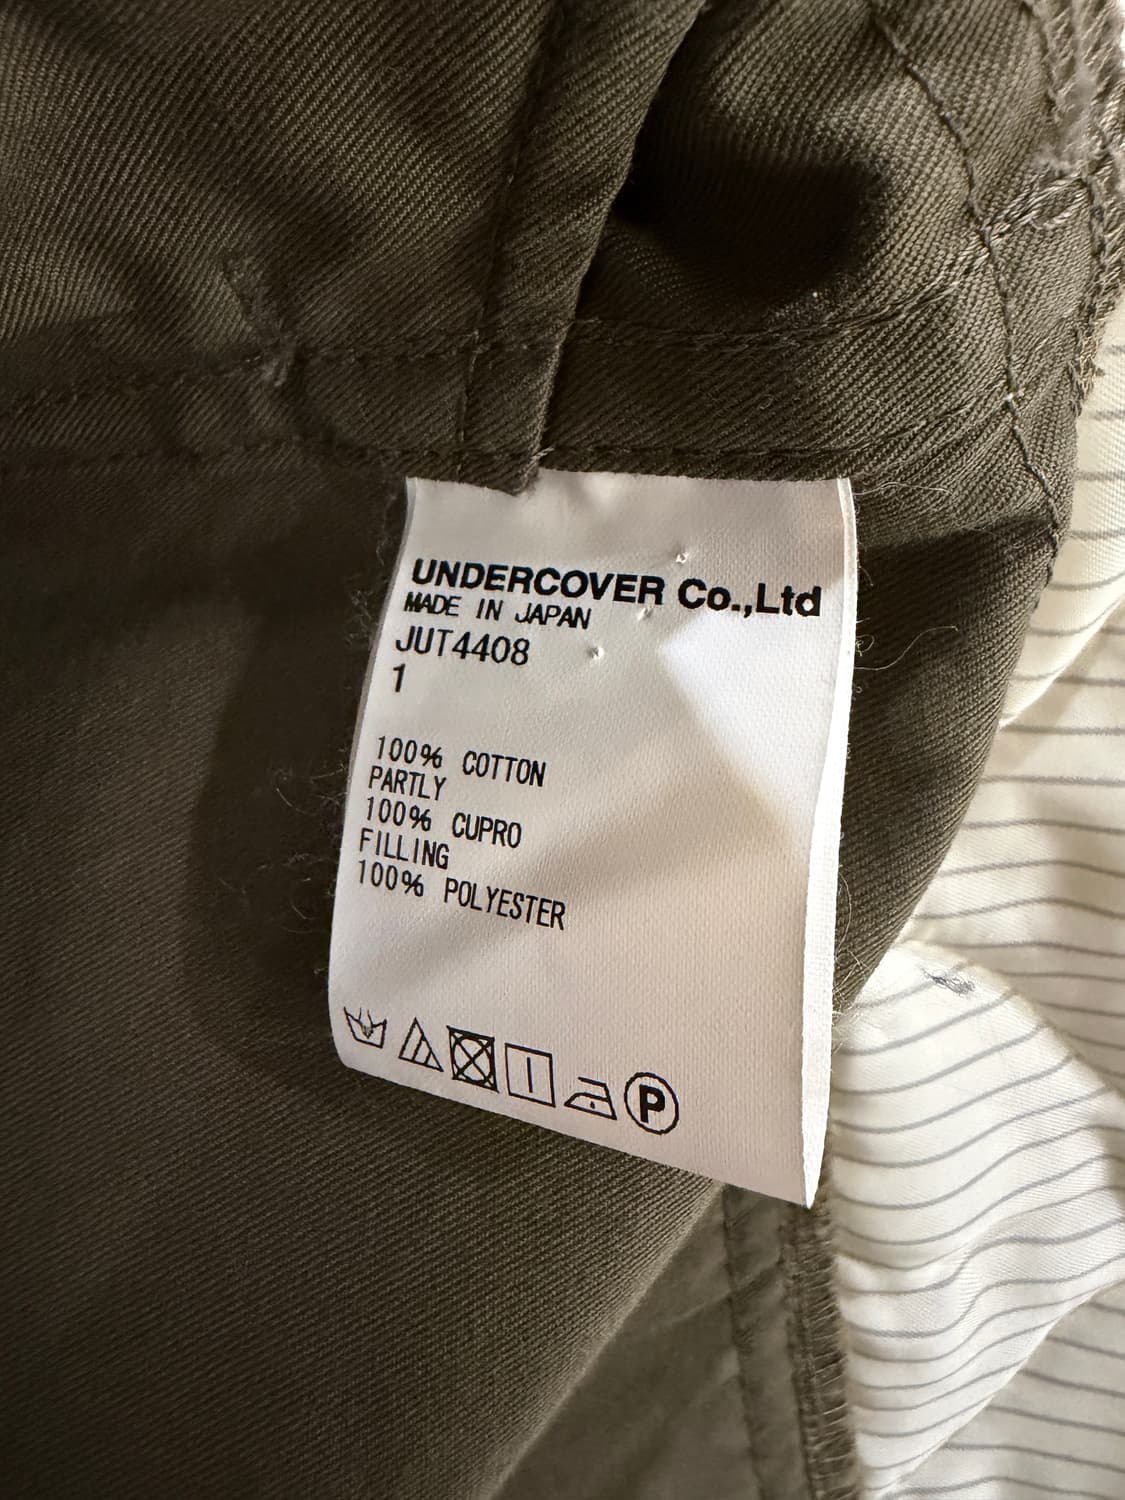 UNDERCOVER Co.,Ltd
MADE IN JAPAN
JUT4408
1
100% COTTON
PARTLY
100% CUPRO
FILLING
100% POLYESTER
P